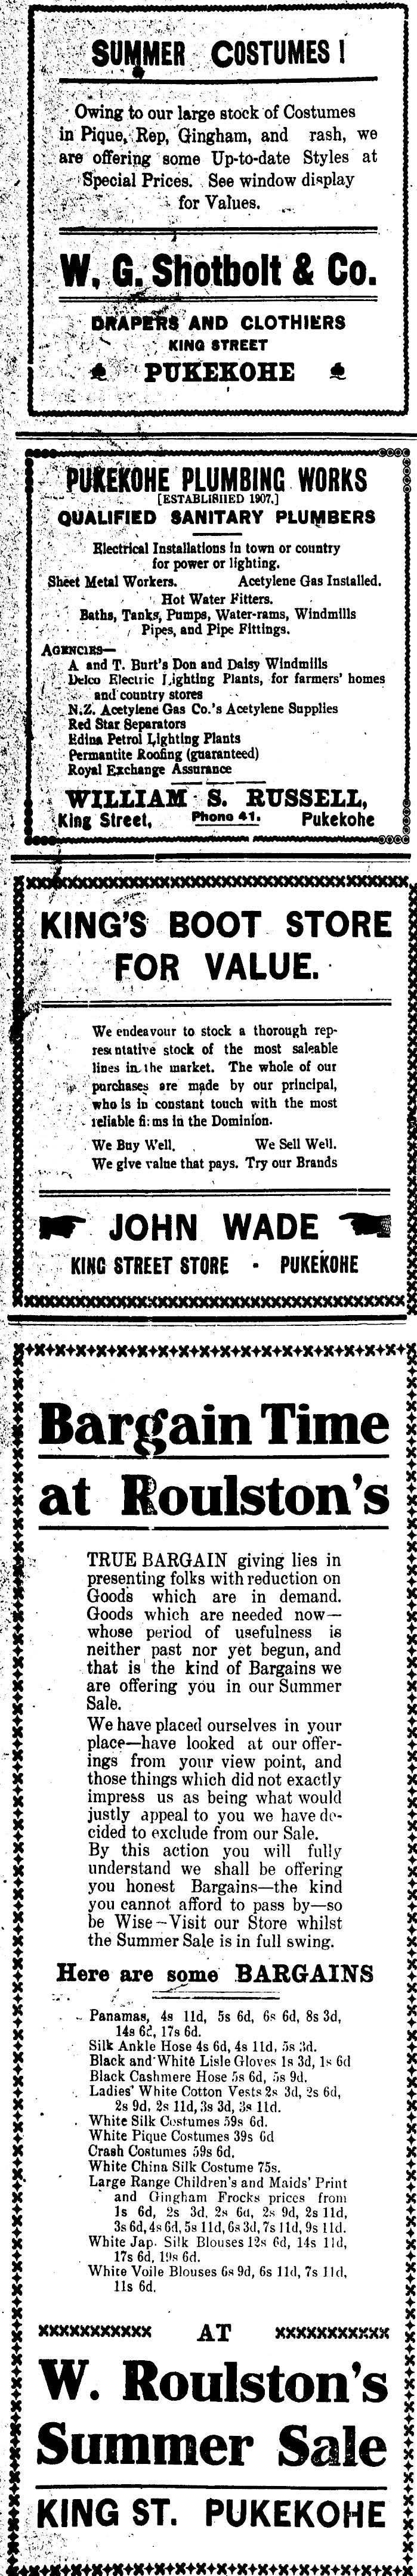 SUMMER COSTUMES!
Owing to our large stock of Costumes
in Pique, Rep, Gingham, and rash, we
are offering some Up-to-date Styles at
Special Prices. See window display
for Values.
W. G. Shotbolt & Co.
DRAPERS AND CLOTHIERS
KING STREET
PUKEKOHE
PUKEKOHE PLUMBING WORKS
[ESTABLISHED 1907.]
QUALIFIED SANITARY PLUMBERS
Electrical Installations in town or country
for power or lighting.
Sheet Metal Workers. Acetylene Gas Installed.
Hot Water Fitters.
Baths, Tanks, Pumps, Water-rams, Windmills
Pipes, and Pipe Fittings.
AGENCIES—
A and T. Burt's Don and Daisy Windmills
Delco Electric Lighting Plants, for farmers' homes
and country stores
N.Z. Acetylene Gas Co.'s Acetylene Supplies
Red Star Separators
Edina Petrol Lighting Plants
Permantite Roofing (guaranteed)
Royal Exchange Assurance
WILLIAM S. RUSSELL,
King Street, Phone 41. Pukekohe
KING'S BOOT STORE
FOR VALUE.
We endeavour to stock a thorough rep-
resentative stock of the most saleable
lines in the market. The whole of our
purchases are made by our principal,
who is in constant touch with the most
reliable firms in the Dominion.
We Buy Well. We Sell Well.
We give value that pays. Try our Brands
JOHN WADE
KING STREET STORE - PUKEKOHE
Bargain Time
at Roulston's
TRUE BARGAIN giving lies in
presenting folks with reduction on
Goods which are in demand.
Goods which are needed now—
whose period of usefulness is
neither past nor yet begun, and
that is the kind of Bargains we
are offering you in our Summer
Sale.
We have placed ourselves in your
place—have looked at our offer-
ings from your view point, and
those things which did not exactly
impress us as being what would
justly appeal to you we have de-
cided to exclude from our Sale.
By this action you will fully
understand we shall be offering
you honest Bargains—the kind
you cannot afford to pass by—so
be Wise—Visit our Store whilst
the Summer Sale is in full swing.
Here are some BARGAINS
Panamas, 4s 11d, 5s 6d, 6s 6d, 8s 3d,
14s 6d, 17s 6d.
Silk Ankle Hose 4s 6d, 4s 11d, 5s 3d.
Black and White Lisle Gloves 1s 3d, 1s 6d
Black Cashmere Hose 5s 6d, 5s 9d.
Ladies' White Cotton Vests 2s 3d, 2s 6d,
2s 9d, 2s 11d, 3s 3d, 3s 11d.
White Silk Costumes 59s 6d.
White Pique Costumes 39s 6d
Crash Costumes 59s 6d.
White China Silk Costume 75s.
Large Range Children's and Maids' Print
and Gingham Frocks prices from
1s 6d, 2s 3d, 2s 6d, 2s 9d, 2s 11d,
3s 6d, 4s 6d, 5s 11d, 6s 3d, 7s 11d, 9s 11d.
White Jap. Silk Blouses 12s 6d, 14s 11d,
17s 6d, 19s 6d.
White Voile Blouses 6s 9d, 6s 11d, 7s 11d,
11s 6d.
AT
W. Roulston's
Summer Sale
KING ST. PUKEKOHE